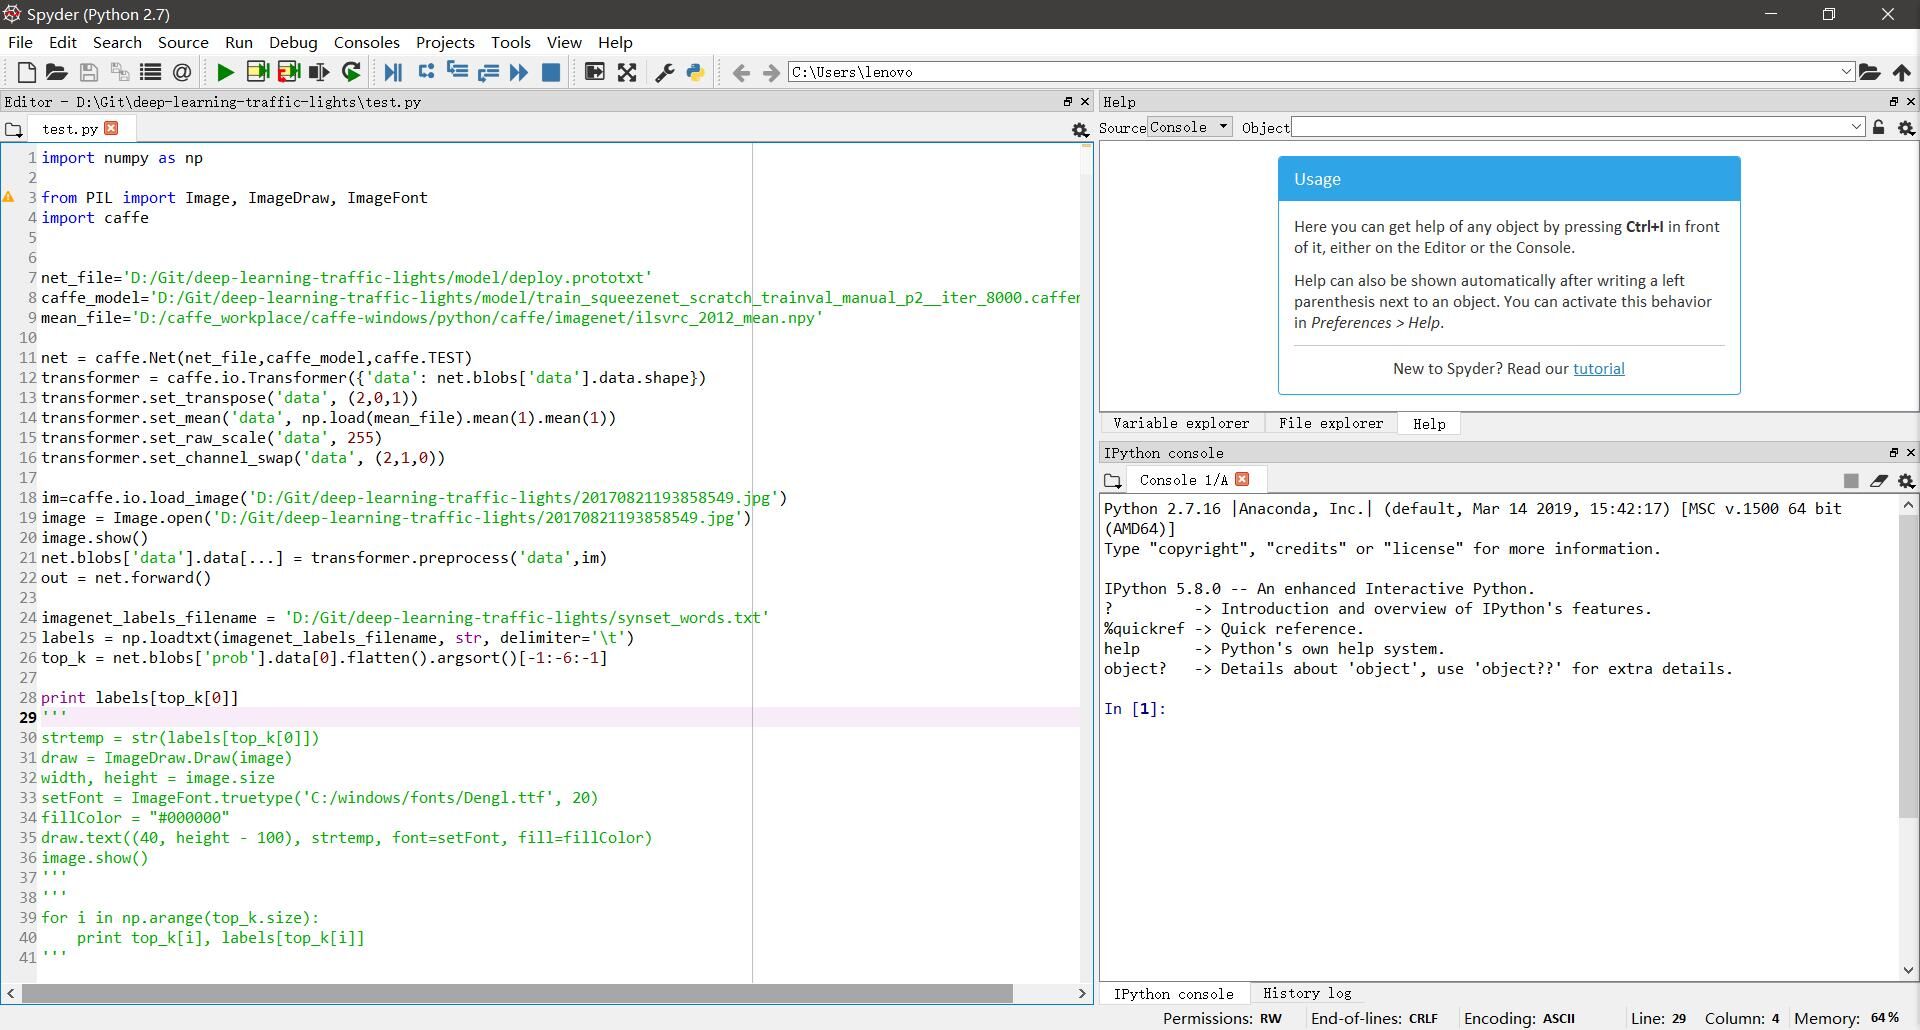 Spyder (Python 2.7)
File Edit Search Source Run Debug Consoles Projects Tools View Help
C:\Users\lenovo
Editor - D:\Git\deep-learning-traffic-lights\test.py
test.py
1 import numpy as np
2
3 from PIL import Image, ImageDraw, ImageFont
4 import caffe
5
6
7 net_file='D:/Git/deep-learning-traffic-lights/model/deploy.prototxt'
8 caffe_model='D:/Git/deep-learning-traffic-lights/model/train_squeezenet_scratch_trainval_manual_p2__iter_8000.caffer
9 mean_file='D:/caffe_workplace/caffe-windows/python/caffe/imagenet/ilsvrc_2012_mean.npy'
10
11 net = caffe.Net(net_file,caffe_model,caffe.TEST)
12 transformer = caffe.io.Transformer({'data': net.blobs['data'].data.shape})
13 transformer.set_transpose('data', (2,0,1))
14 transformer.set_mean('data', np.load(mean_file).mean(1).mean(1))
15 transformer.set_raw_scale('data', 255)
16 transformer.set_channel_swap('data', (2,1,0))
17
18 im=caffe.io.load_image('D:/Git/deep-learning-traffic-lights/20170821193858549.jpg')
19 image = Image.open('D:/Git/deep-learning-traffic-lights/20170821193858549.jpg')
20 image.show()
21 net.blobs['data'].data[...] = transformer.preprocess('data',im)
22 out = net.forward()
23
24 imagenet_labels_filename = 'D:/Git/deep-learning-traffic-lights/synset_words.txt'
25 labels = np.loadtxt(imagenet_labels_filename, str, delimiter='\t')
26 top_k = net.blobs['prob'].data[0].flatten().argsort()[-1:-6:-1]
27
28 print labels[top_k[0]]
29 '''
30 strtemp = str(labels[top_k[0]])
31 draw = ImageDraw.Draw(image)
32 width, height = image.size
33 setFont = ImageFont.truetype('C:/windows/fonts/Dengl.ttf', 20)
34 fillColor = "#000000"
35 draw.text((40, height - 100), strtemp, font=setFont, fill=fillColor)
36 image.show()
37 '''
38 '''
39 for i in np.arange(top_k.size):
40     print top_k[i], labels[top_k[i]]
41 '''
Help
Source Console Object
Usage
Here you can get help of any object by pressing Ctrl+I in front
of it, either on the Editor or the Console.
Help can also be shown automatically after writing a left
parenthesis next to an object. You can activate this behavior
in Preferences > Help.
New to Spyder? Read our tutorial
Variable explorer File explorer Help
IPython console
Console 1/A
Python 2.7.16 |Anaconda, Inc.| (default, Mar 14 2019, 15:42:17) [MSC v.1500 64 bit
(AMD64)]
Type "copyright", "credits" or "license" for more information.
IPython 5.8.0 -- An enhanced Interactive Python.
?         -> Introduction and overview of IPython's features.
%quickref -> Quick reference.
help      -> Python's own help system.
object?   -> Details about 'object', use 'object??' for extra details.
In [1]:
IPython console History log
Permissions: RW End-of-lines: CRLF Encoding: ASCII Line: 29 Column: 4 Memory: 64 %